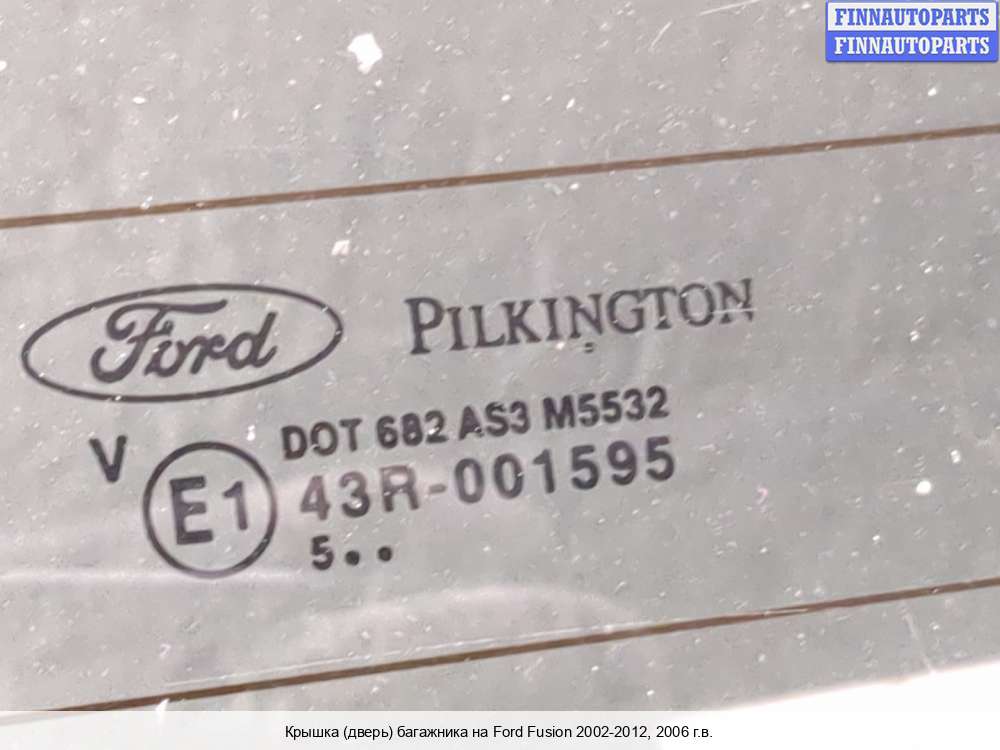 FINNAUTOPARTS
FINNAUTOPARTS
Ford PILKINGTON
V DOT 682 AS3 M5532
E1 43R-001595
5••
Крышка (дверь) багажника на Ford Fusion 2002-2012, 2006 г.в.